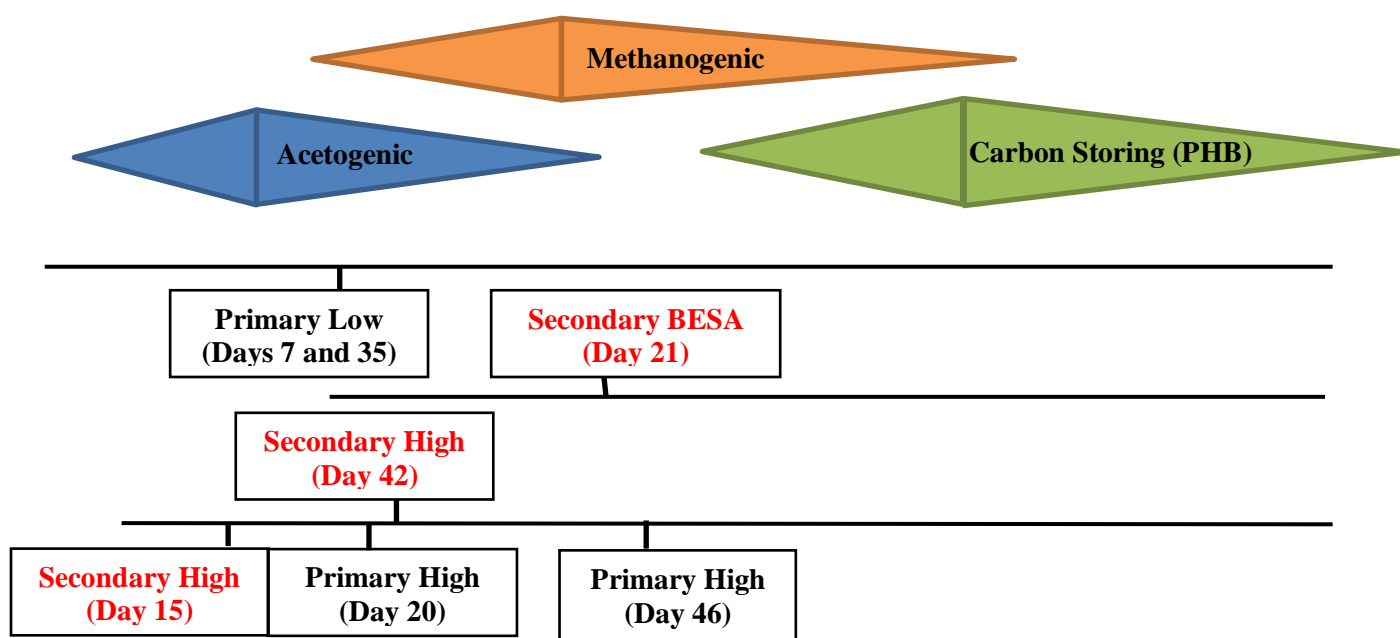 Methanogenic
Acetogenic
Carbon Storing (PHB)
Primary Low
(Days 7 and 35)
Secondary BESA
(Day 21)
Secondary High
(Day 42)
Secondary High
(Day 15)
Primary High
(Day 20)
Primary High
(Day 46)